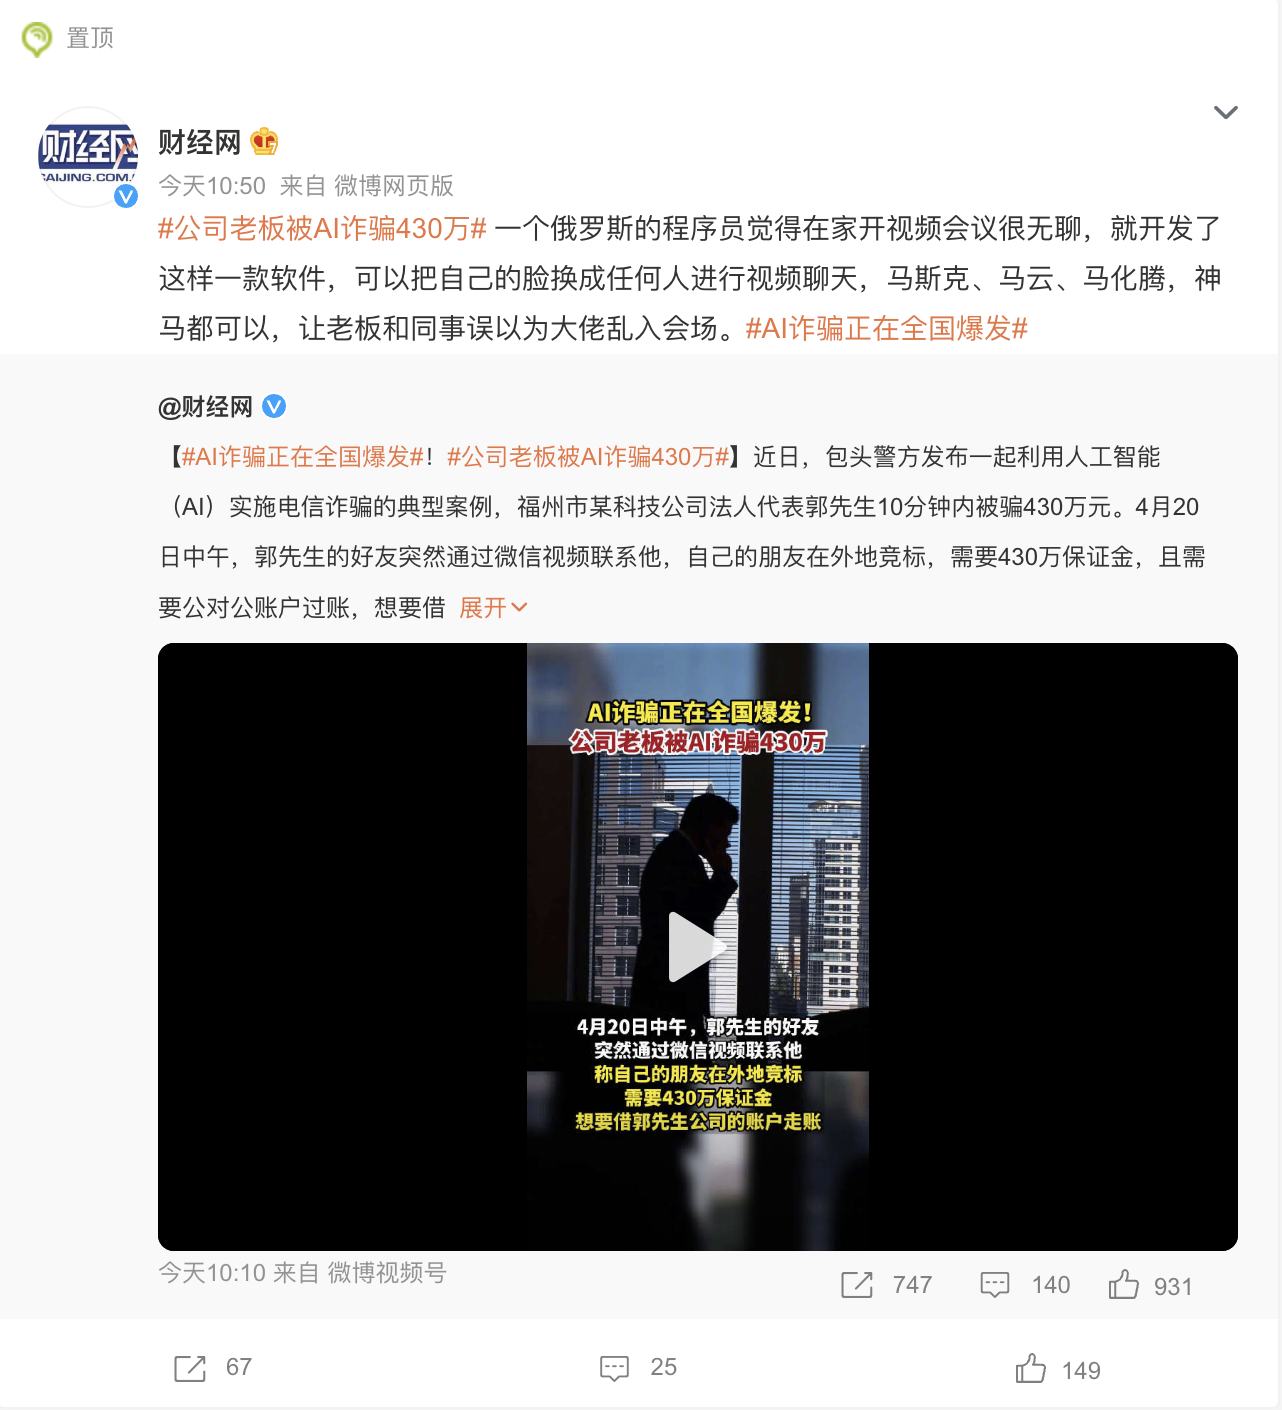 置顶
财经网
CAIJING.COM.
财经网
今天10:50 来自 微博网页版
#公司老板被AI诈骗430万# 一个俄罗斯的程序员觉得在家开视频会议很无聊，就开发了
这样一款软件，可以把自己的脸换成任何人进行视频聊天，马斯克、马云、马化腾，神
马都可以，让老板和同事误以为大佬乱入会场。#AI诈骗正在全国爆发#
@财经网
【#AI诈骗正在全国爆发#！#公司老板被AI诈骗430万#】近日，包头警方发布一起利用人工智能
（AI）实施电信诈骗的典型案例，福州市某科技公司法人代表郭先生10分钟内被骗430万元。4月20
日中午，郭先生的好友突然通过微信视频联系他，自己的朋友在外地竞标，需要430万保证金，且需
要公对公账户过账，想要借 展开
AI诈骗正在全国爆发！
公司老板被AI诈骗430万
4月20日中午，郭先生的好友
突然通过微信视频联系他
称自己的朋友在外地竞标
需要430万保证金
想要借郭先生公司的账户走账
今天10:10 来自 微博视频号
747 140 931
67 25 149